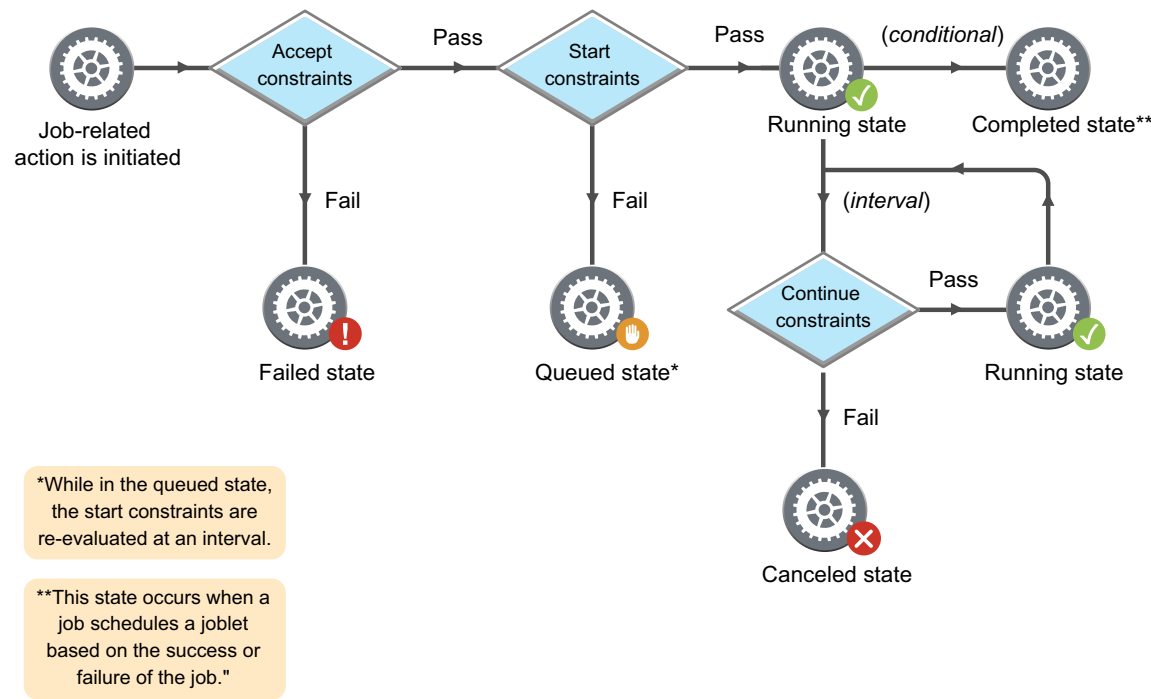 Job-related
action is initiated
Accept
constraints
Pass
Start
constraints
Pass
Running state
(conditional)
Completed state**
Fail
Failed state
Fail
Queued state*
(interval)
Continue
constraints
Pass
Running state
Fail
Canceled state
*While in the queued state,
the start constraints are
re-evaluated at an interval.
**This state occurs when a
job schedules a joblet
based on the success or
failure of the job."